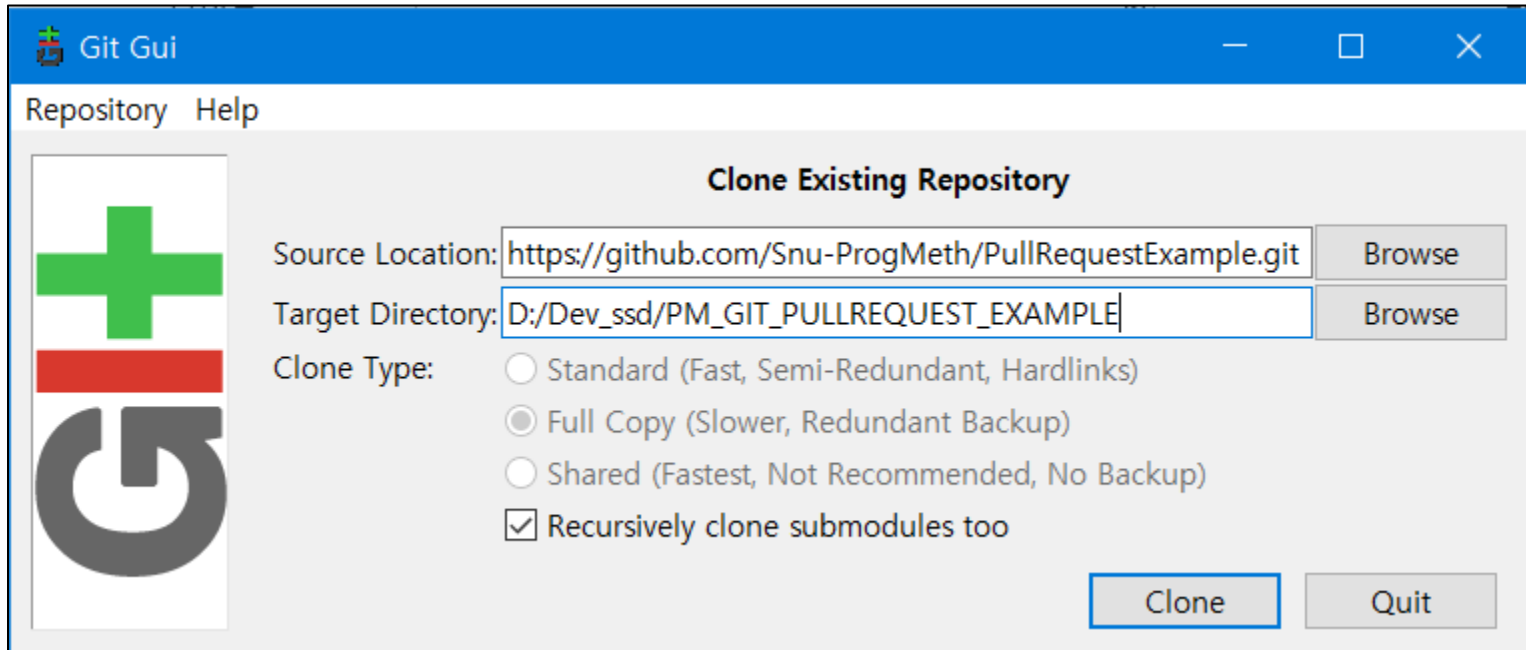 Git Gui
Repository Help
Clone Existing Repository
Source Location: https://github.com/Snu-ProgMeth/PullRequestExample.git Browse
Target Directory: D:/Dev_ssd/PM_GIT_PULLREQUEST_EXAMPLE Browse
Clone Type: Standard (Fast, Semi-Redundant, Hardlinks)
Full Copy (Slower, Redundant Backup)
Shared (Fastest, Not Recommended, No Backup)
Recursively clone submodules too
Clone Quit
GIT